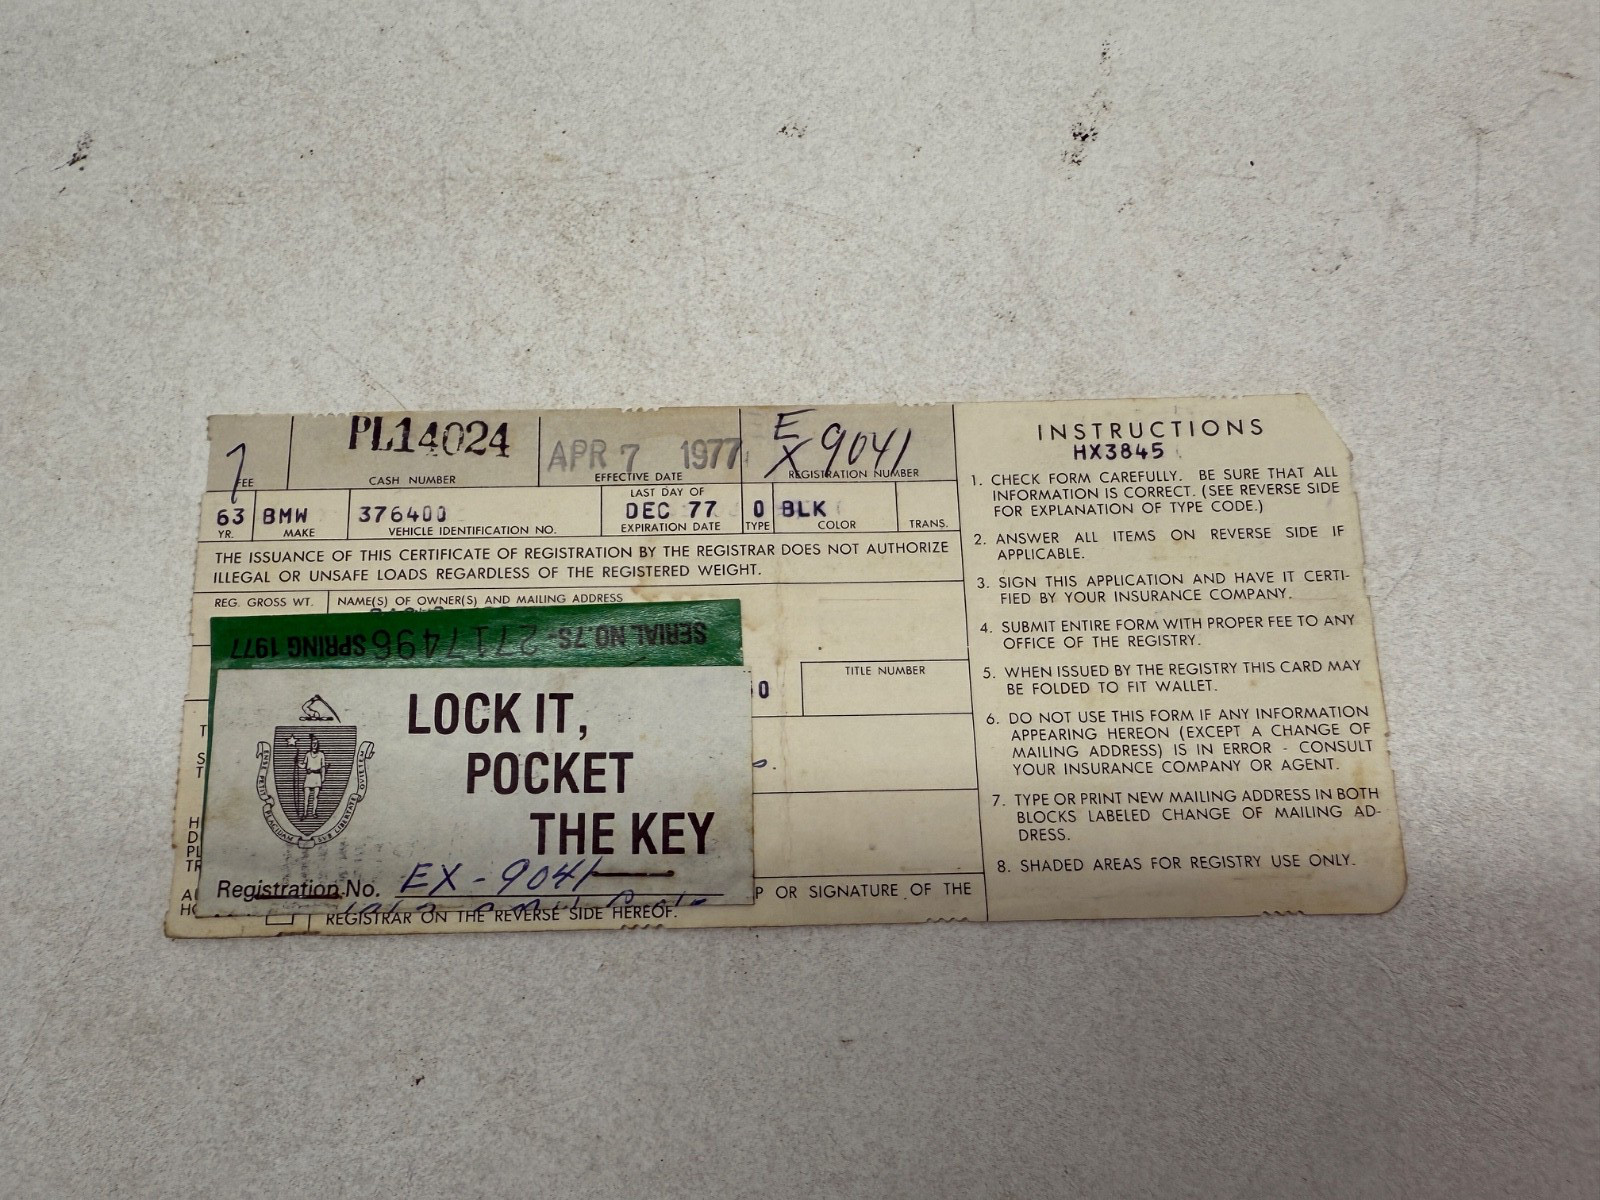 7 PL14024 APR 7 1977 EX 9041
FEE CASH NUMBER EFFECTIVE DATE REGISTRATION NUMBER
63 BMW 376400 LAST DAY OF DEC 77 0 BLK
YR. MAKE VEHICLE IDENTIFICATION NO. EXPIRATION DATE TYPE COLOR TRANS.
THE ISSUANCE OF THIS CERTIFICATE OF REGISTRATION BY THE REGISTRAR DOES NOT AUTHORIZE
ILLEGAL OR UNSAFE LOADS REGARDLESS OF THE REGISTERED WEIGHT.
REG. GROSS WT. NAME(S) OF OWNER(S) AND MAILING ADDRESS
SERIAL NO. 7S-2717496 SPRING 1977
0 TITLE NUMBER
LOCK IT,
POCKET
THE KEY
ENSE PETIT PLACIDAM SUB LIBERTATE QUIETEM
Registration No. EX-9041
P OR SIGNATURE OF THE
REGISTRAR ON THE REVERSE SIDE HEREOF.
INSTRUCTIONS
HX3845
1. CHECK FORM CAREFULLY. BE SURE THAT ALL
INFORMATION IS CORRECT. (SEE REVERSE SIDE
FOR EXPLANATION OF TYPE CODE.)
2. ANSWER ALL ITEMS ON REVERSE SIDE IF
APPLICABLE.
3. SIGN THIS APPLICATION AND HAVE IT CERTI-
FIED BY YOUR INSURANCE COMPANY.
4. SUBMIT ENTIRE FORM WITH PROPER FEE TO ANY
OFFICE OF THE REGISTRY.
5. WHEN ISSUED BY THE REGISTRY THIS CARD MAY
BE FOLDED TO FIT WALLET.
6. DO NOT USE THIS FORM IF ANY INFORMATION
APPEARING HEREON (EXCEPT A CHANGE OF
MAILING ADDRESS) IS IN ERROR - CONSULT
YOUR INSURANCE COMPANY OR AGENT.
7. TYPE OR PRINT NEW MAILING ADDRESS IN BOTH
BLOCKS LABELED CHANGE OF MAILING AD-
DRESS.
8. SHADED AREAS FOR REGISTRY USE ONLY.